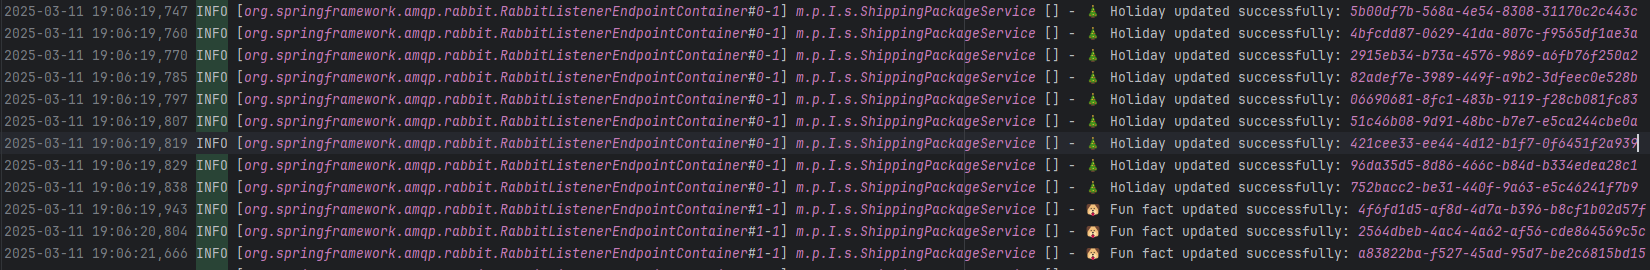 2025-03-11 19:06:19,747 INFO [org.springframework.amqp.rabbit.RabbitListenerEndpointContainer#0-1] m.p.I.s.ShippingPackageService [] - 🎄 Holiday updated successfully: 5b00df7b-568a-4e54-8308-31170c2c443c
2025-03-11 19:06:19,760 INFO [org.springframework.amqp.rabbit.RabbitListenerEndpointContainer#0-1] m.p.I.s.ShippingPackageService [] - 🎄 Holiday updated successfully: 4bfcdd87-0629-41da-807c-f9565df1ae3a
2025-03-11 19:06:19,770 INFO [org.springframework.amqp.rabbit.RabbitListenerEndpointContainer#0-1] m.p.I.s.ShippingPackageService [] - 🎄 Holiday updated successfully: 2915eb34-b73a-4576-9869-a6fb76f250a2
2025-03-11 19:06:19,785 INFO [org.springframework.amqp.rabbit.RabbitListenerEndpointContainer#0-1] m.p.I.s.ShippingPackageService [] - 🎄 Holiday updated successfully: 82adef7e-3989-449f-a9b2-3dfeec0e528b
2025-03-11 19:06:19,797 INFO [org.springframework.amqp.rabbit.RabbitListenerEndpointContainer#0-1] m.p.I.s.ShippingPackageService [] - 🎄 Holiday updated successfully: 06690681-8fc1-483b-9119-f28cb081fc83
2025-03-11 19:06:19,807 INFO [org.springframework.amqp.rabbit.RabbitListenerEndpointContainer#0-1] m.p.I.s.ShippingPackageService [] - 🎄 Holiday updated successfully: 51c46b08-9d91-48bc-b7e7-e5ca244cbe0a
2025-03-11 19:06:19,819 INFO [org.springframework.amqp.rabbit.RabbitListenerEndpointContainer#0-1] m.p.I.s.ShippingPackageService [] - 🎄 Holiday updated successfully: 421cee33-ee44-4d12-b1f7-0f6451f2a939
2025-03-11 19:06:19,829 INFO [org.springframework.amqp.rabbit.RabbitListenerEndpointContainer#0-1] m.p.I.s.ShippingPackageService [] - 🎄 Holiday updated successfully: 96da35d5-8d86-466c-b84d-b334edea28c1
2025-03-11 19:06:19,838 INFO [org.springframework.amqp.rabbit.RabbitListenerEndpointContainer#0-1] m.p.I.s.ShippingPackageService [] - 🎄 Holiday updated successfully: 752bacc2-be31-440f-9a63-e5c46241f7b9
2025-03-11 19:06:19,943 INFO [org.springframework.amqp.rabbit.RabbitListenerEndpointContainer#1-1] m.p.I.s.ShippingPackageService [] - 🐶 Fun fact updated successfully: 4f6fd1d5-af8d-4d7a-b396-b8cf1b02d57f
2025-03-11 19:06:20,804 INFO [org.springframework.amqp.rabbit.RabbitListenerEndpointContainer#1-1] m.p.I.s.ShippingPackageService [] - 🐶 Fun fact updated successfully: 2564dbeb-4ac4-4a62-af56-cde864569c5c
2025-03-11 19:06:21,666 INFO [org.springframework.amqp.rabbit.RabbitListenerEndpointContainer#1-1] m.p.I.s.ShippingPackageService [] - 🐶 Fun fact updated successfully: a83822ba-f527-45ad-95d7-be2c6815bd15